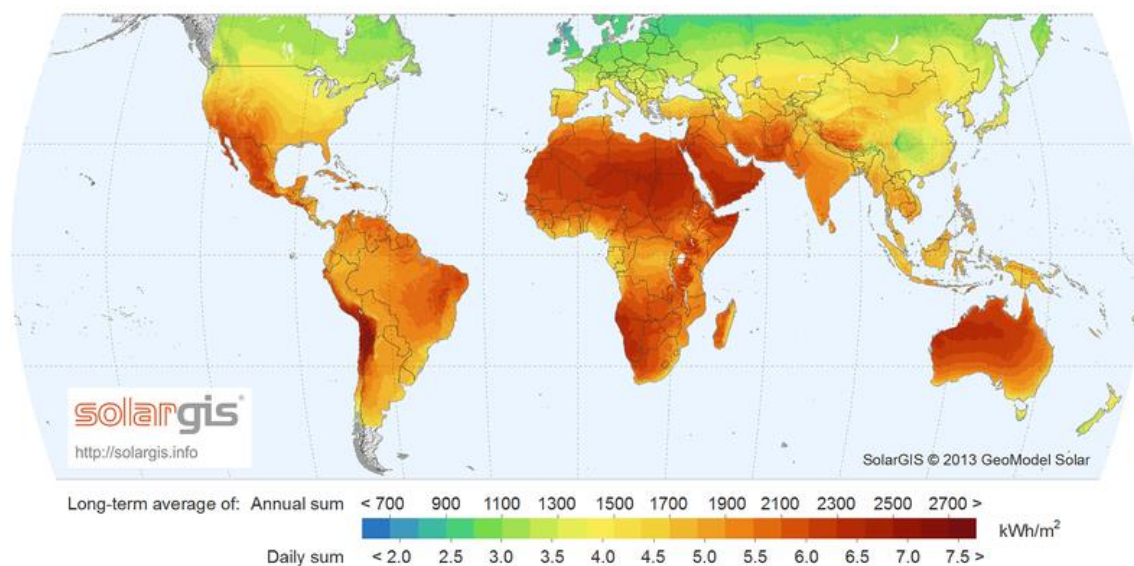 solargis®
http://solargis.info
SolarGIS © 2013 GeoModel Solar
Long-term average of: Annual sum < 700 900 1100 1300 1500 1700 1900 2100 2300 2500 2700 > kWh/m²
Daily sum < 2.0 2.5 3.0 3.5 4.0 4.5 5.0 5.5 6.0 6.5 7.0 7.5 >